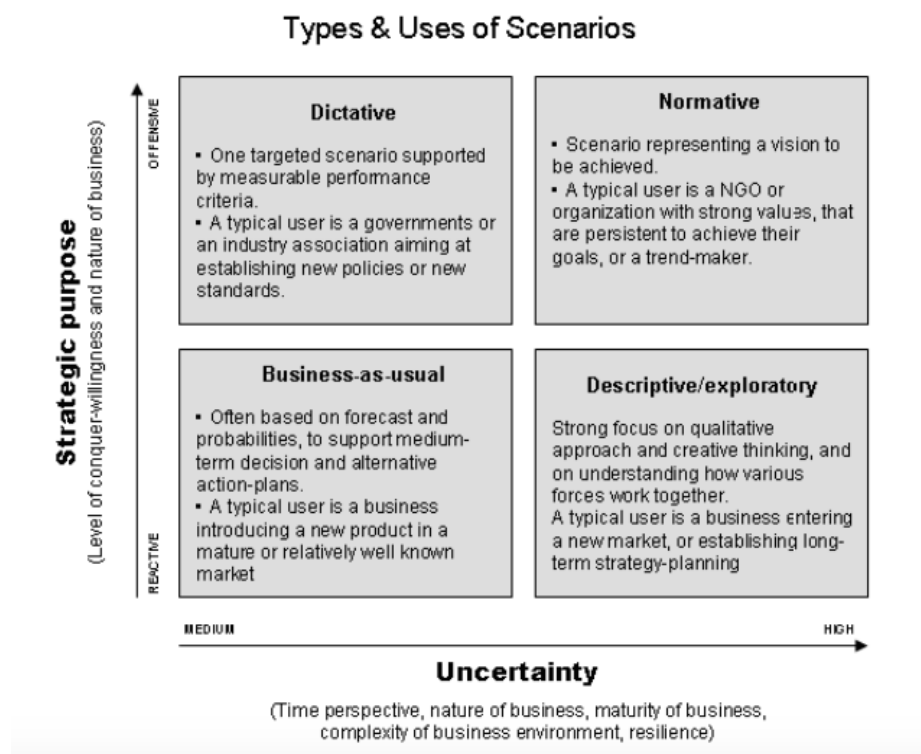 Types & Uses of Scenarios
Strategic purpose
(Level of conquer-willingness and nature of business)
OFFENSIVE
REACTIVE
Dictative
▪ One targeted scenario supported
by measurable performance
criteria.
▪ A typical user is a governments or
an industry association aiming at
establishing new policies or new
standards.
Normative
▪ Scenario representing a vision to
be achieved.
▪ A typical user is a NGO or
organization with strong values, that
are persistent to achieve their
goals, or a trend-maker.
Business-as-usual
▪ Often based on forecast and
probabilities, to support medium-
term decision and alternative
action-plans.
▪ A typical user is a business
introducing a new product in a
mature or relatively well known
market
Descriptive/exploratory
Strong focus on qualitative
approach and creative thinking, and
on understanding how various
forces work together.
A typical user is a business entering
a new market, or establishing long-
term strategy-planning
MEDIUM
HIGH
Uncertainty
(Time perspective, nature of business, maturity of business,
complexity of business environment, resilience)